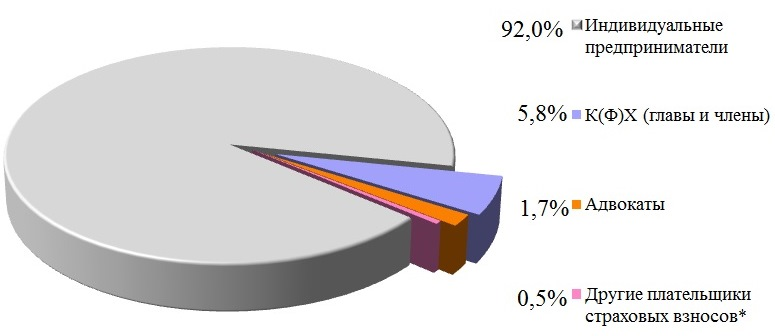 92,0% Индивидуальные
предприниматели
5,8% К(Ф)Х (главы и члены)
1,7% Адвокаты
0,5% Другие плательщики
страховых взносов*